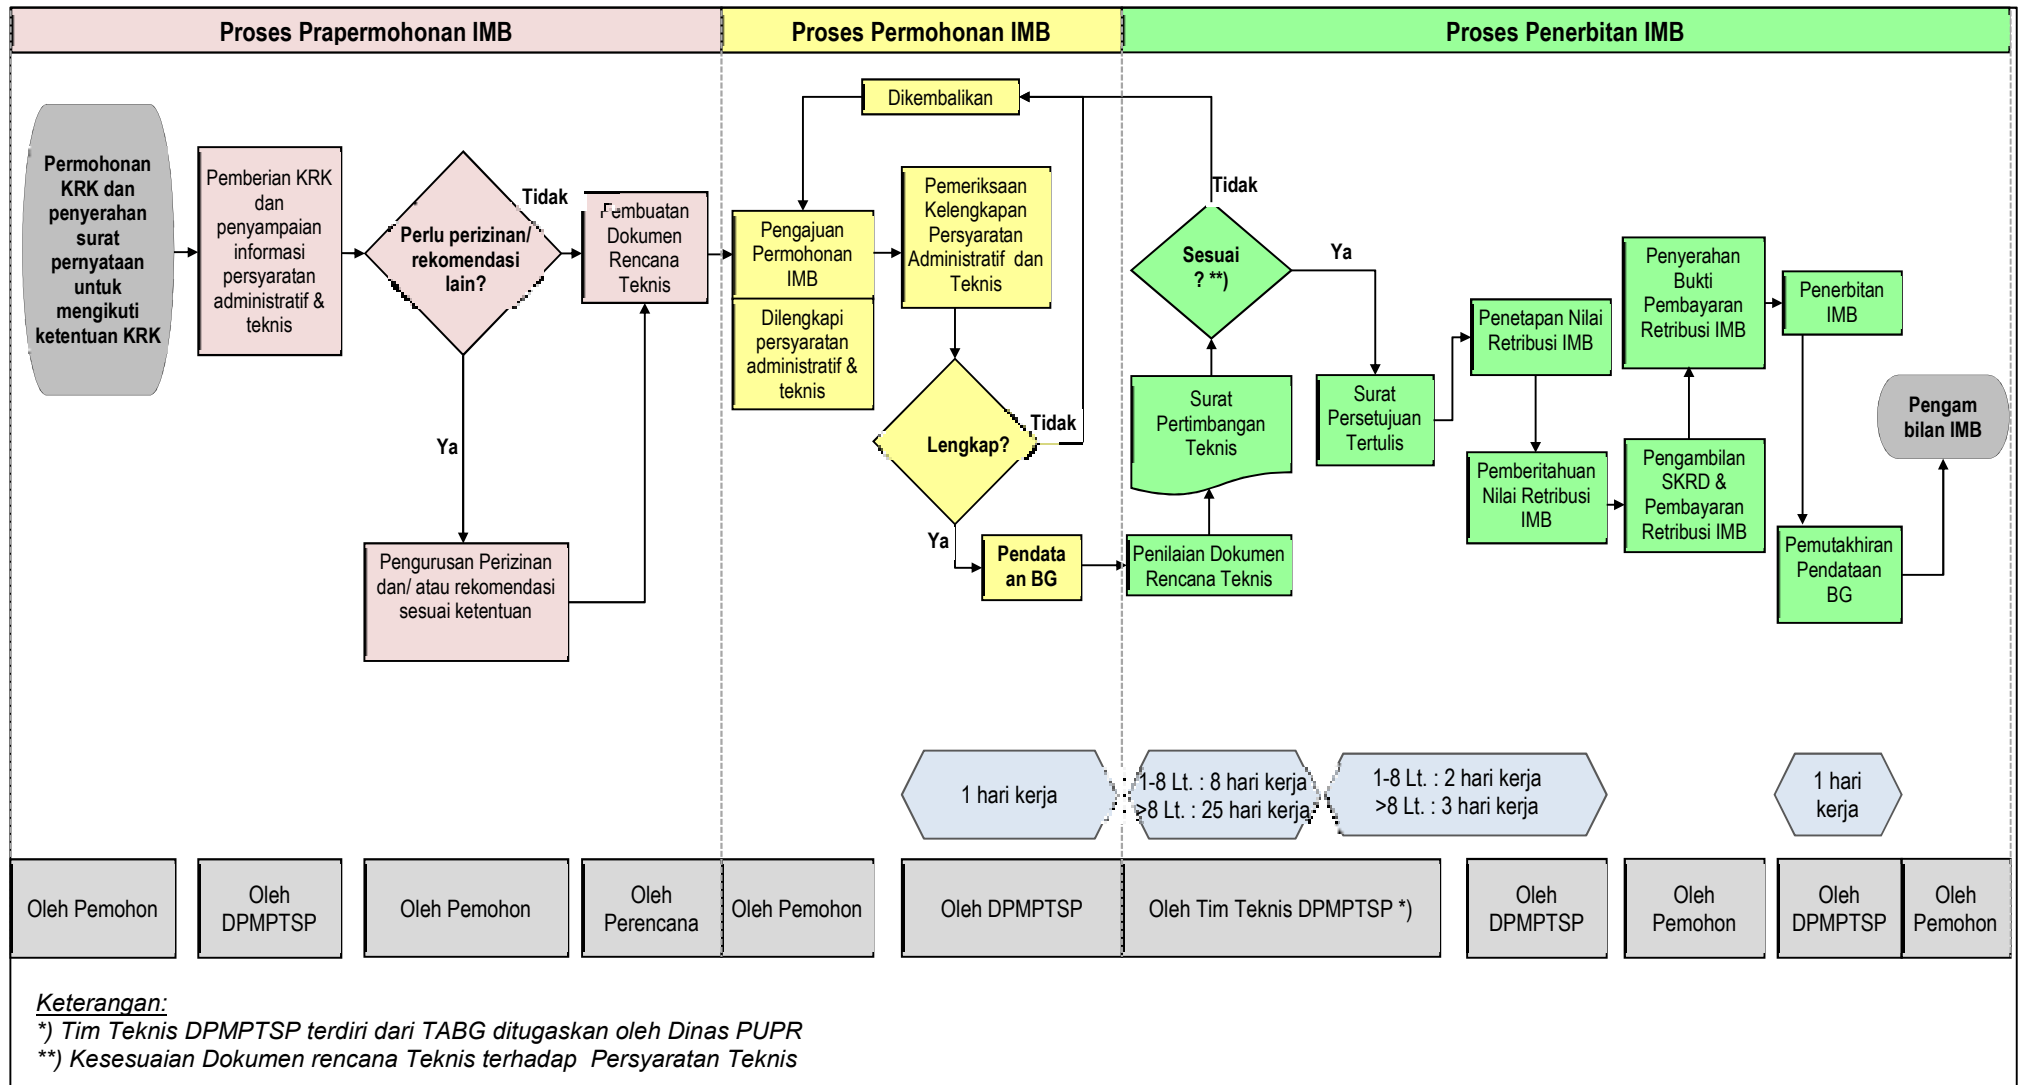 Proses Prapermohonan IMB
Proses Permohonan IMB
Proses Penerbitan IMB
Permohonan
KRK dan
penyerahan
surat
pernyataan
untuk
mengikuti
ketentuan KRK
Pemberian KRK
dan
penyampaian
informasi
persyaratan
administratif &
teknis
Perlu perizinan/
rekomendasi
lain?
Tidak
Ya
Pengurusan Perizinan
dan/ atau rekomendasi
sesuai ketentuan
Pembuatan
Dokumen
Rencana
Teknis
Dikembalikan
Pengajuan
Permohonan
IMB
Dilengkapi
persyaratan
administratif &
teknis
Pemeriksaan
Kelengkapan
Persyaratan
Administratif dan
Teknis
Lengkap?
Tidak
Ya
Pendata
an BG
Penilaian Dokumen
Rencana Teknis
Surat
Pertimbangan
Teknis
Sesuai
? **)
Tidak
Ya
Surat
Persetujuan
Tertulis
Penetapan Nilai
Retribusi IMB
Pemberitahuan
Nilai Retribusi
IMB
Pengambilan
SKRD &
Pembayaran
Retribusi IMB
Penyerahan
Bukti
Pembayaran
Retribusi IMB
Penerbitan
IMB
Pemutakhiran
Pendataan
BG
Pengam
bilan IMB
1 hari kerja
1-8 Lt. : 8 hari kerja
>8 Lt. : 25 hari kerja
1-8 Lt. : 2 hari kerja
>8 Lt. : 3 hari kerja
1 hari
kerja
Oleh Pemohon
Oleh
DPMPTSP
Oleh Pemohon
Oleh
Perencana
Oleh Pemohon
Oleh DPMPTSP
Oleh Tim Teknis DPMPTSP *)
Oleh
DPMPTSP
Oleh
Pemohon
Oleh
DPMPTSP
Oleh
Pemohon
Keterangan:
*) Tim Teknis DPMPTSP terdiri dari TABG ditugaskan oleh Dinas PUPR
**) Kesesuaian Dokumen rencana Teknis terhadap Persyaratan Teknis